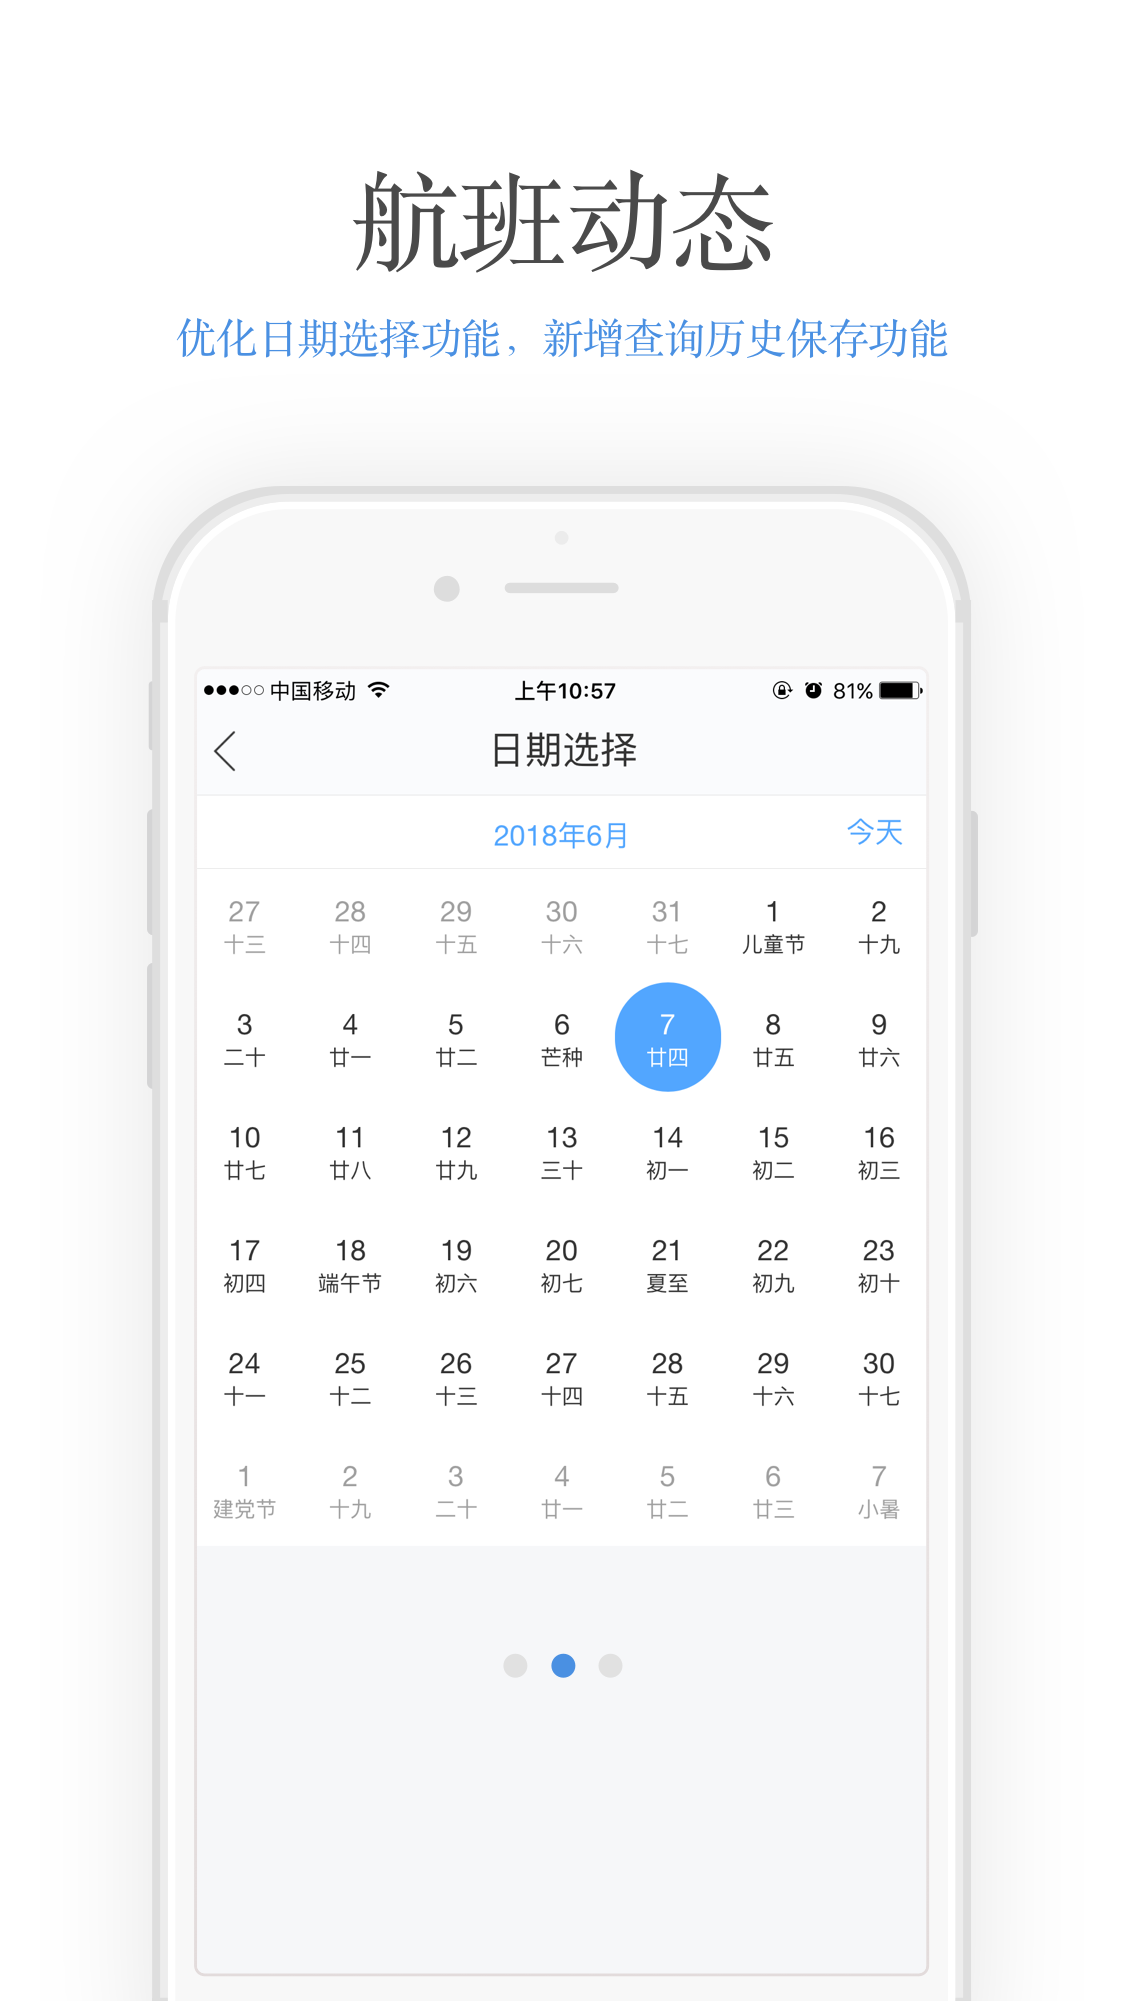 航班动态
优化日期选择功能，新增查询历史保存功能
中国移动 上午10:57 81%
日期选择
2018年6月 今天
27 28 29 30 31 1 2
十三 十四 十五 十六 十七 儿童节 十九
3 4 5 6 7 8 9
二十 廿一 廿二 芒种 廿四 廿五 廿六
10 11 12 13 14 15 16
廿七 廿八 廿九 三十 初一 初二 初三
17 18 19 20 21 22 23
初四 端午节 初六 初七 夏至 初九 初十
24 25 26 27 28 29 30
十一 十二 十三 十四 十五 十六 十七
1 2 3 4 5 6 7
建党节 十九 二十 廿一 廿二 廿三 小暑